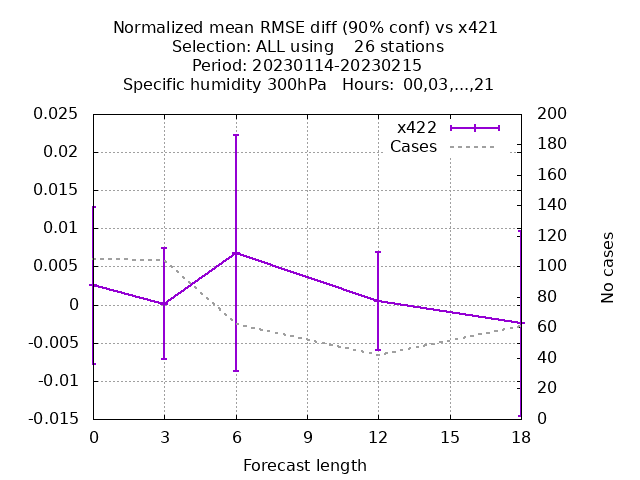 Normalized mean RMSE diff (90% conf) vs x421
Selection: ALL using    26 stations
Period: 20230114-20230215
Specific humidity 300hPa   Hours:  00,03,...,21
x422
Cases
0.025
0.02
0.015
0.01
0.005
0
-0.005
-0.01
-0.015
200
180
160
140
120
100
80
60
40
20
0
No cases
0 3 6 9 12 15 18
Forecast length